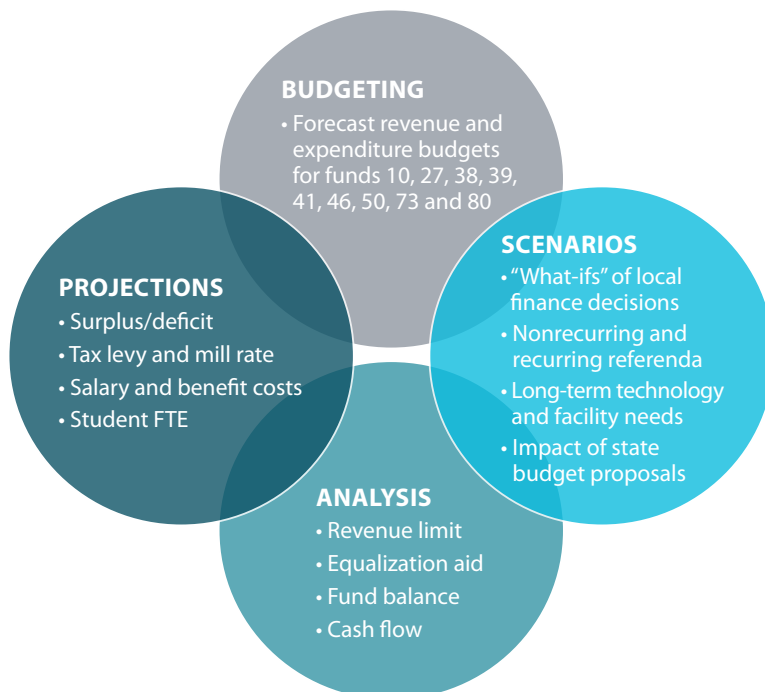 BUDGETING
• Forecast revenue and
expenditure budgets
for funds 10, 27, 38, 39,
41, 46, 50, 73 and 80
PROJECTIONS
• Surplus/deficit
• Tax levy and mill rate
• Salary and benefit costs
• Student FTE
SCENARIOS
• “What-ifs” of local
finance decisions
• Nonrecurring and
recurring referenda
• Long-term technology
and facility needs
• Impact of state
budget proposals
ANALYSIS
• Revenue limit
• Equalization aid
• Fund balance
• Cash flow